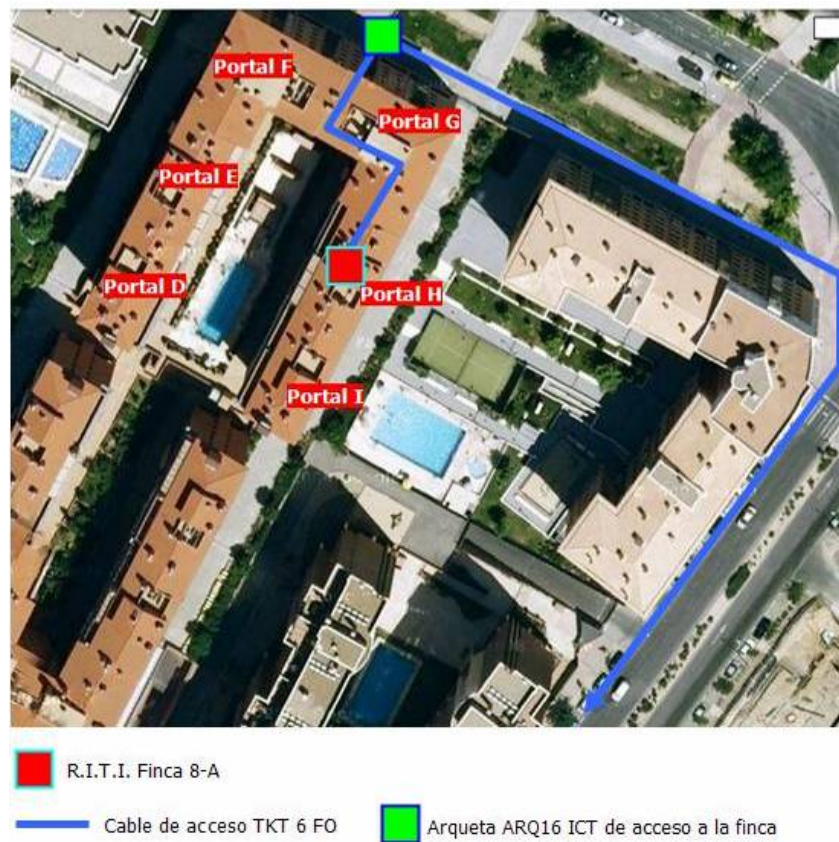 Portal F
Portal G
Portal E
Portal D
Portal H
Portal I
R.I.T.I. Finca 8-A
Cable de acceso TKT 6 FO
Arqueta ARQ16 ICT de acceso a la finca